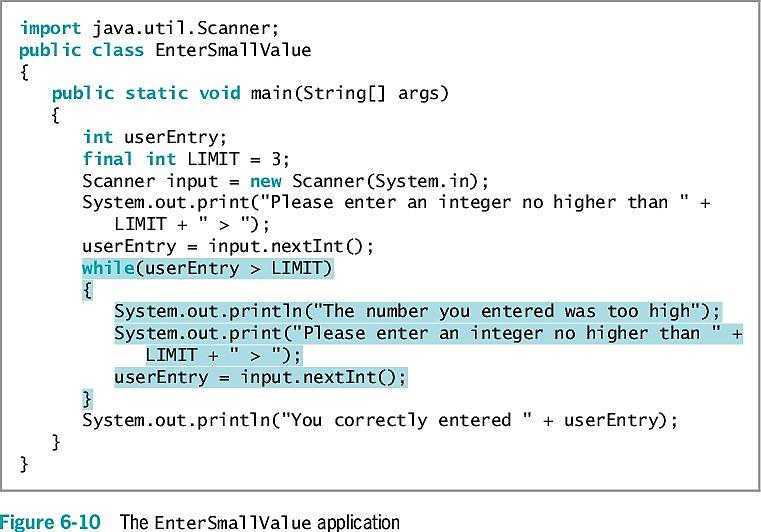 import java.util.Scanner;
public class EnterSmallValue
{
   public static void main(String[] args)
   {
      int userEntry;
      final int LIMIT = 3;
      Scanner input = new Scanner(System.in);
      System.out.print("Please enter an integer no higher than " +
         LIMIT + " > ");
      userEntry = input.nextInt();
      while(userEntry > LIMIT)
      {
         System.out.println("The number you entered was too high");
         System.out.print("Please enter an integer no higher than " +
            LIMIT + " > ");
         userEntry = input.nextInt();
      }
      System.out.println("You correctly entered " + userEntry);
   }
}
Figure 6-10 The EnterSmallValue application